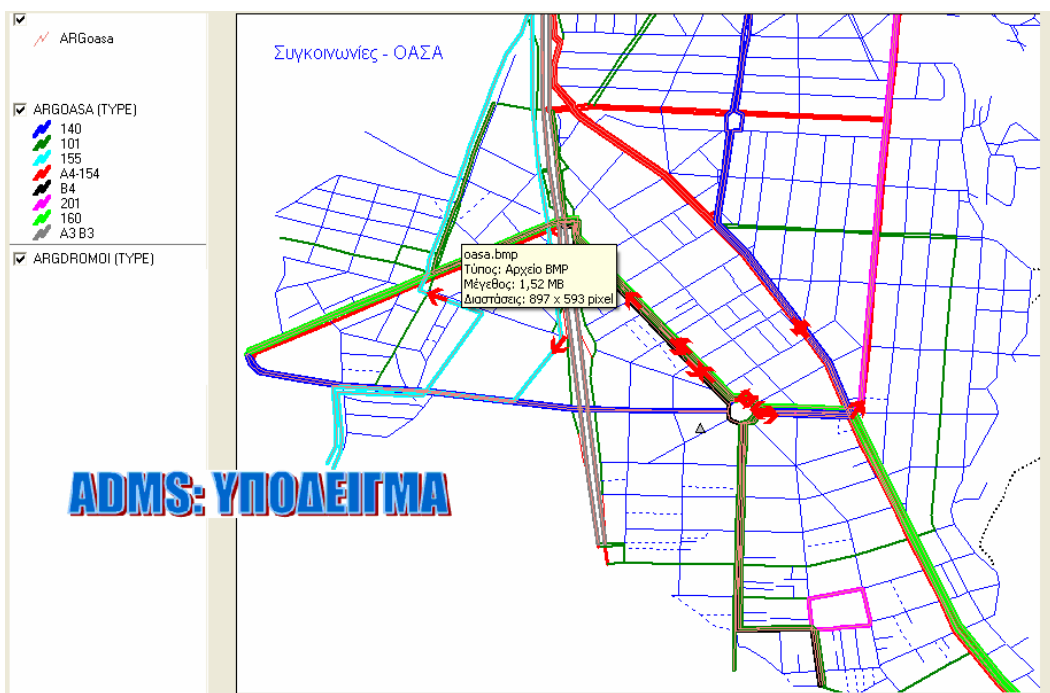 ARGoasa
ARGOASA (TYPE)
140
101
155
A4-154
B4
201
160
A3 B3
ARGDROMOI (TYPE)
Συγκοινωνίες - ΟΑΣΑ
oasa.bmp
Τύπος: Αρχείο BMP
Μέγεθος: 1,52 MB
Διαστάσεις: 897 x 593 pixel
ADMS: ΥΠΟΔΕΙΓΜΑ